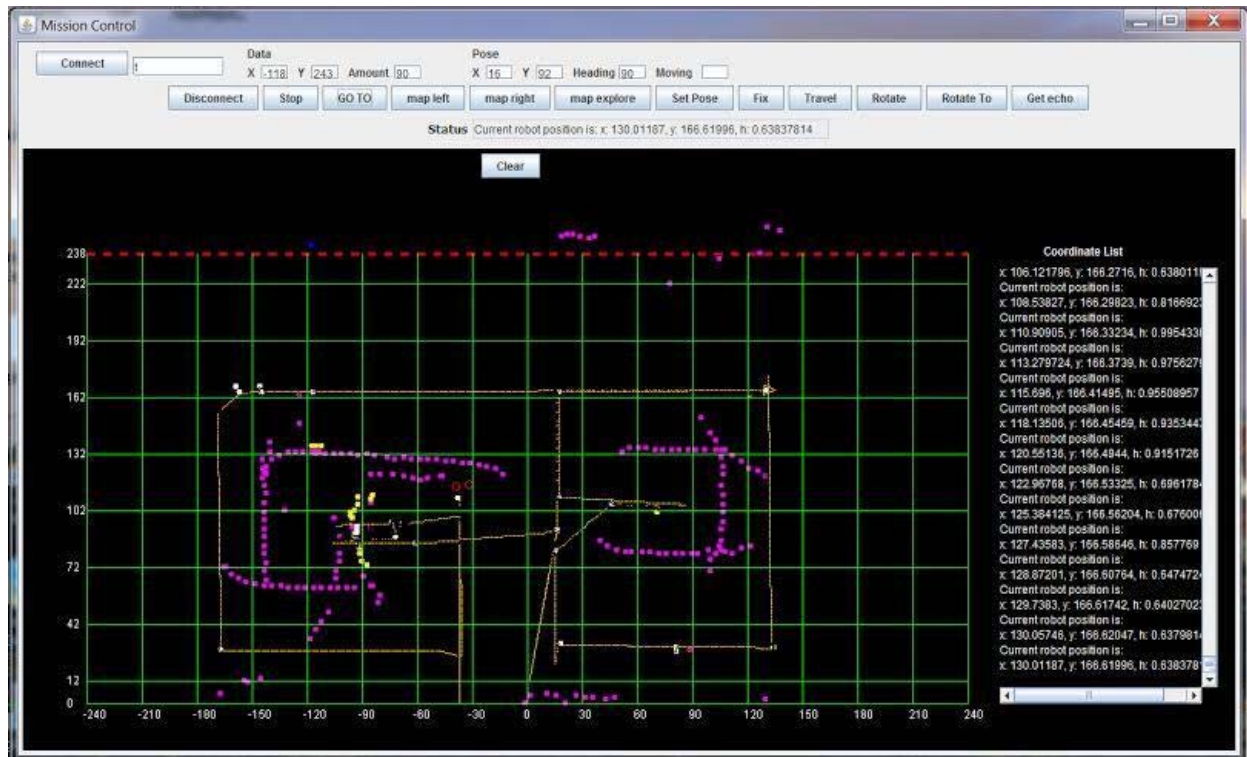 Mission Control
Connect
Data
X -118 Y 243 Amount 90
Pose
X 16 Y 92 Heading 90 Moving
Disconnect Stop GO TO map left map right map explore Set Pose Fix Travel Rotate Rotate To Get echo
Status Current robot position is: x: 130.01187, y: 166.61996, h: 0.63837814
Clear
238
222
192
162
132
102
72
42
12
0
-240 -210 -180 -150 -120 -90 -60 -30 0 30 60 90 120 150 180 210 240
Coordinate List
x: 106.121796, y: 166.2716, h: 0.638011
Current robot position is:
x: 108.53827, y: 166.29823, h: 0.816692
Current robot position is:
x: 110.90905, y: 166.33234, h: 0.995433
Current robot position is:
x: 113.279724, y: 166.3739, h: 0.975627
Current robot position is:
x: 115.696, y: 166.41495, h: 0.95508957
Current robot position is:
x: 118.13506, y: 166.45459, h: 0.935344
Current robot position is:
x: 120.55136, y: 166.4944, h: 0.9151726
Current robot position is:
x: 122.96768, y: 166.53325, h: 0.696178
Current robot position is:
x: 125.384125, y: 166.56204, h: 0.67600
Current robot position is:
x: 127.43583, y: 166.58646, h: 0.857769
Current robot position is:
x: 128.87201, y: 166.60764, h: 0.647472
Current robot position is:
x: 129.7383, y: 166.61742, h: 0.6402702
Current robot position is:
x: 130.05746, y: 166.62047, h: 0.637981
Current robot position is:
x: 130.01187, y: 166.61996, h: 0.638378